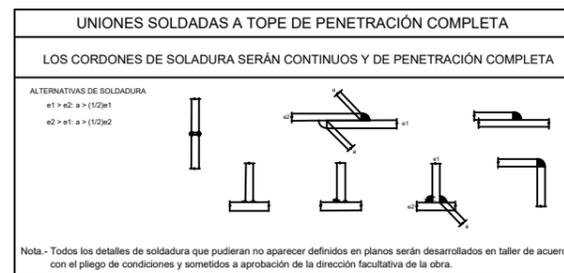 UNIONES SOLDADAS A TOPE DE PENETRACIÓN COMPLETA
LOS CORDONES DE SOLADURA SERÁN CONTINUOS Y DE PENETRACIÓN COMPLETA
ALTERNATIVAS DE SOLDADURA
e1 > e2: a > (1/2)e1
e2 > e1: a > (1/2)e2
a
e2
e1
a
e1
e2
a
Nota.- Todos los detalles de soldadura que pudieran no aparecer definidos en planos serán desarrollados en taller de acuerd
con el pliego de condiciones y sometidos a aprobación de la dirección facultativa de la obra.